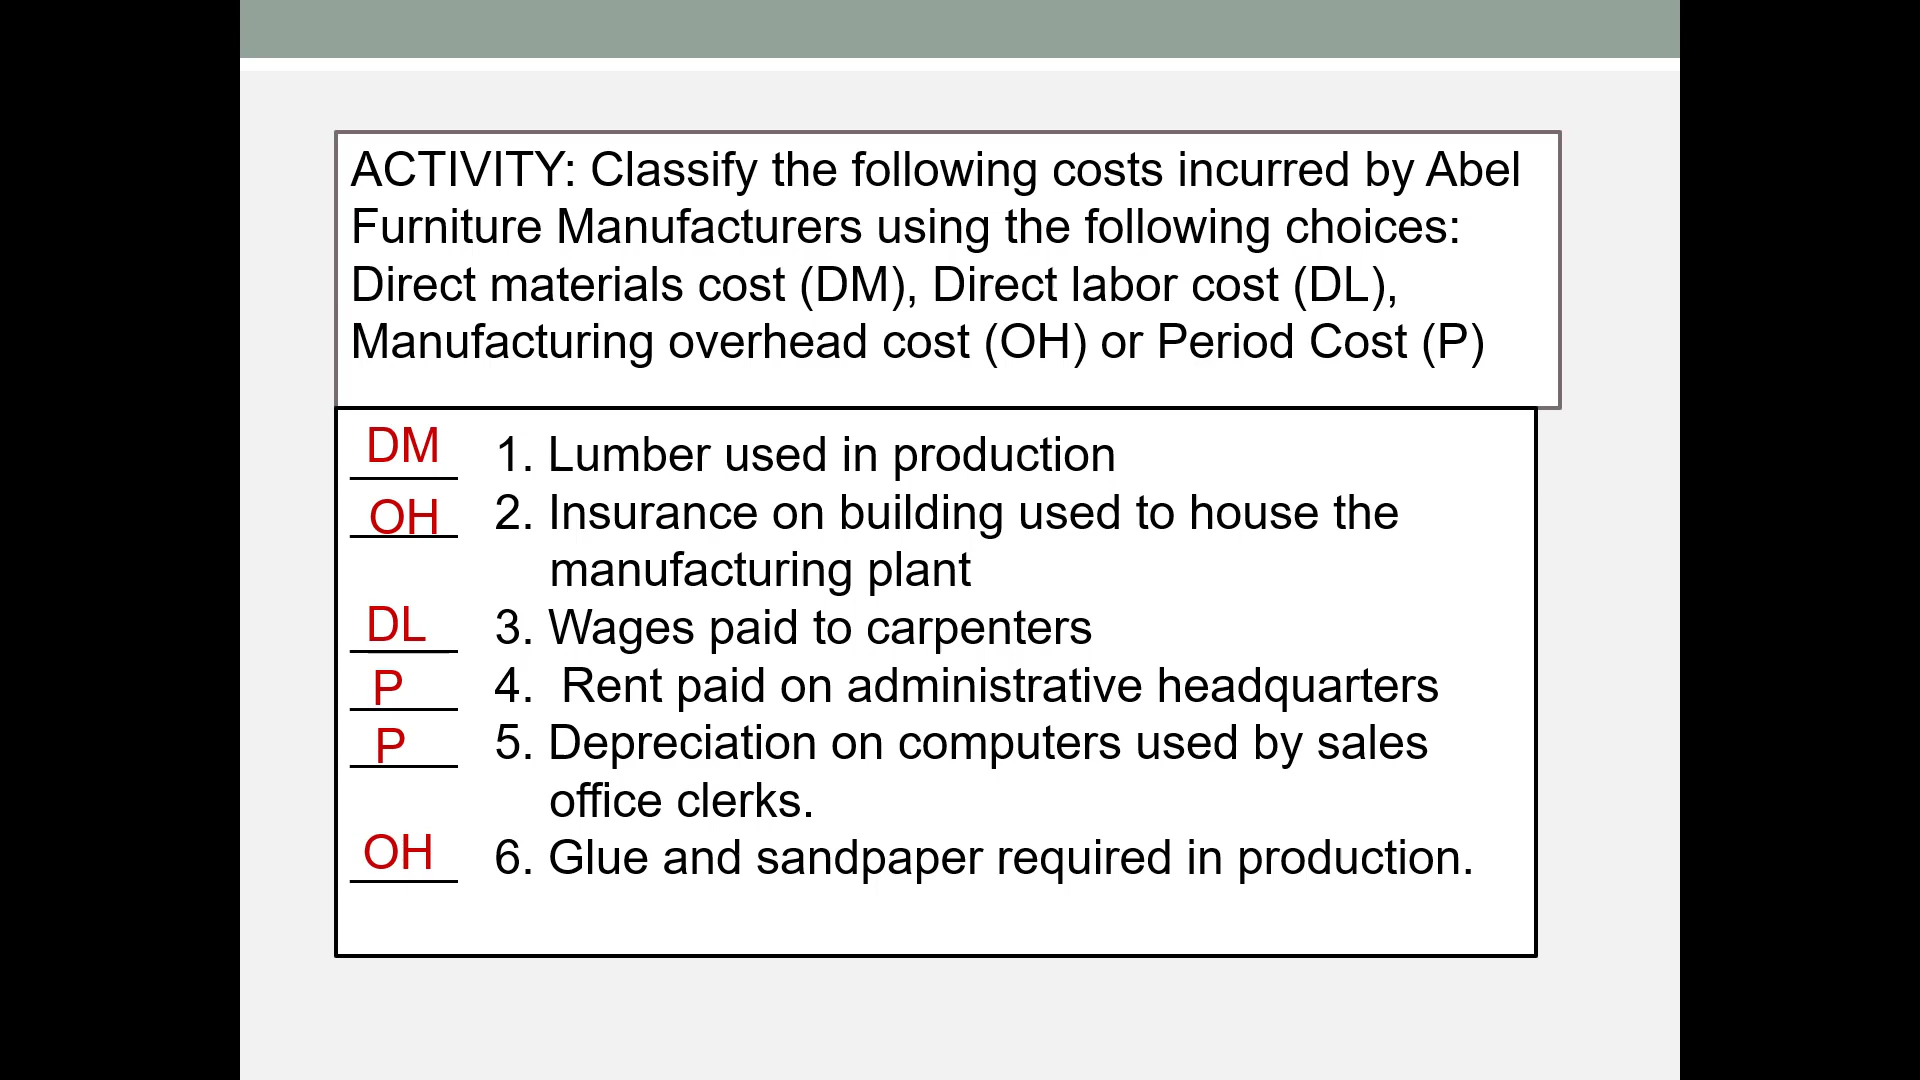 ACTIVITY: Classify the following costs incurred by Abel
Furniture Manufacturers using the following choices:
Direct materials cost (DM), Direct labor cost (DL),
Manufacturing overhead cost (OH) or Period Cost (P)
DM 1. Lumber used in production
OH 2. Insurance on building used to house the
manufacturing plant
DL 3. Wages paid to carpenters
P 4. Rent paid on administrative headquarters
P 5. Depreciation on computers used by sales
office clerks.
OH 6. Glue and sandpaper required in production.